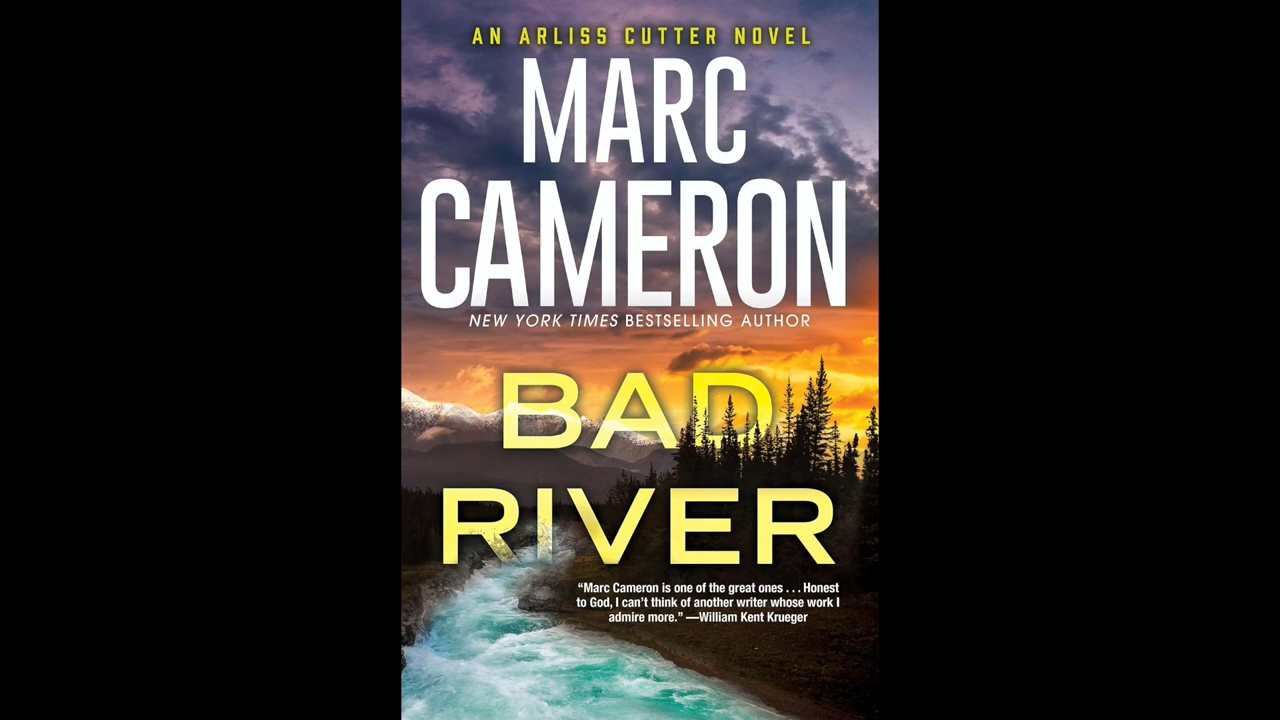 AN ARLISS CUTTER NOVEL
MARC
CAMERON
NEW YORK TIMES BESTSELLING AUTHOR
BAD
RIVER
“Marc Cameron is one of the great ones . . . Honest
to God, I can’t think of another writer whose work I
admire more.” —William Kent Krueger